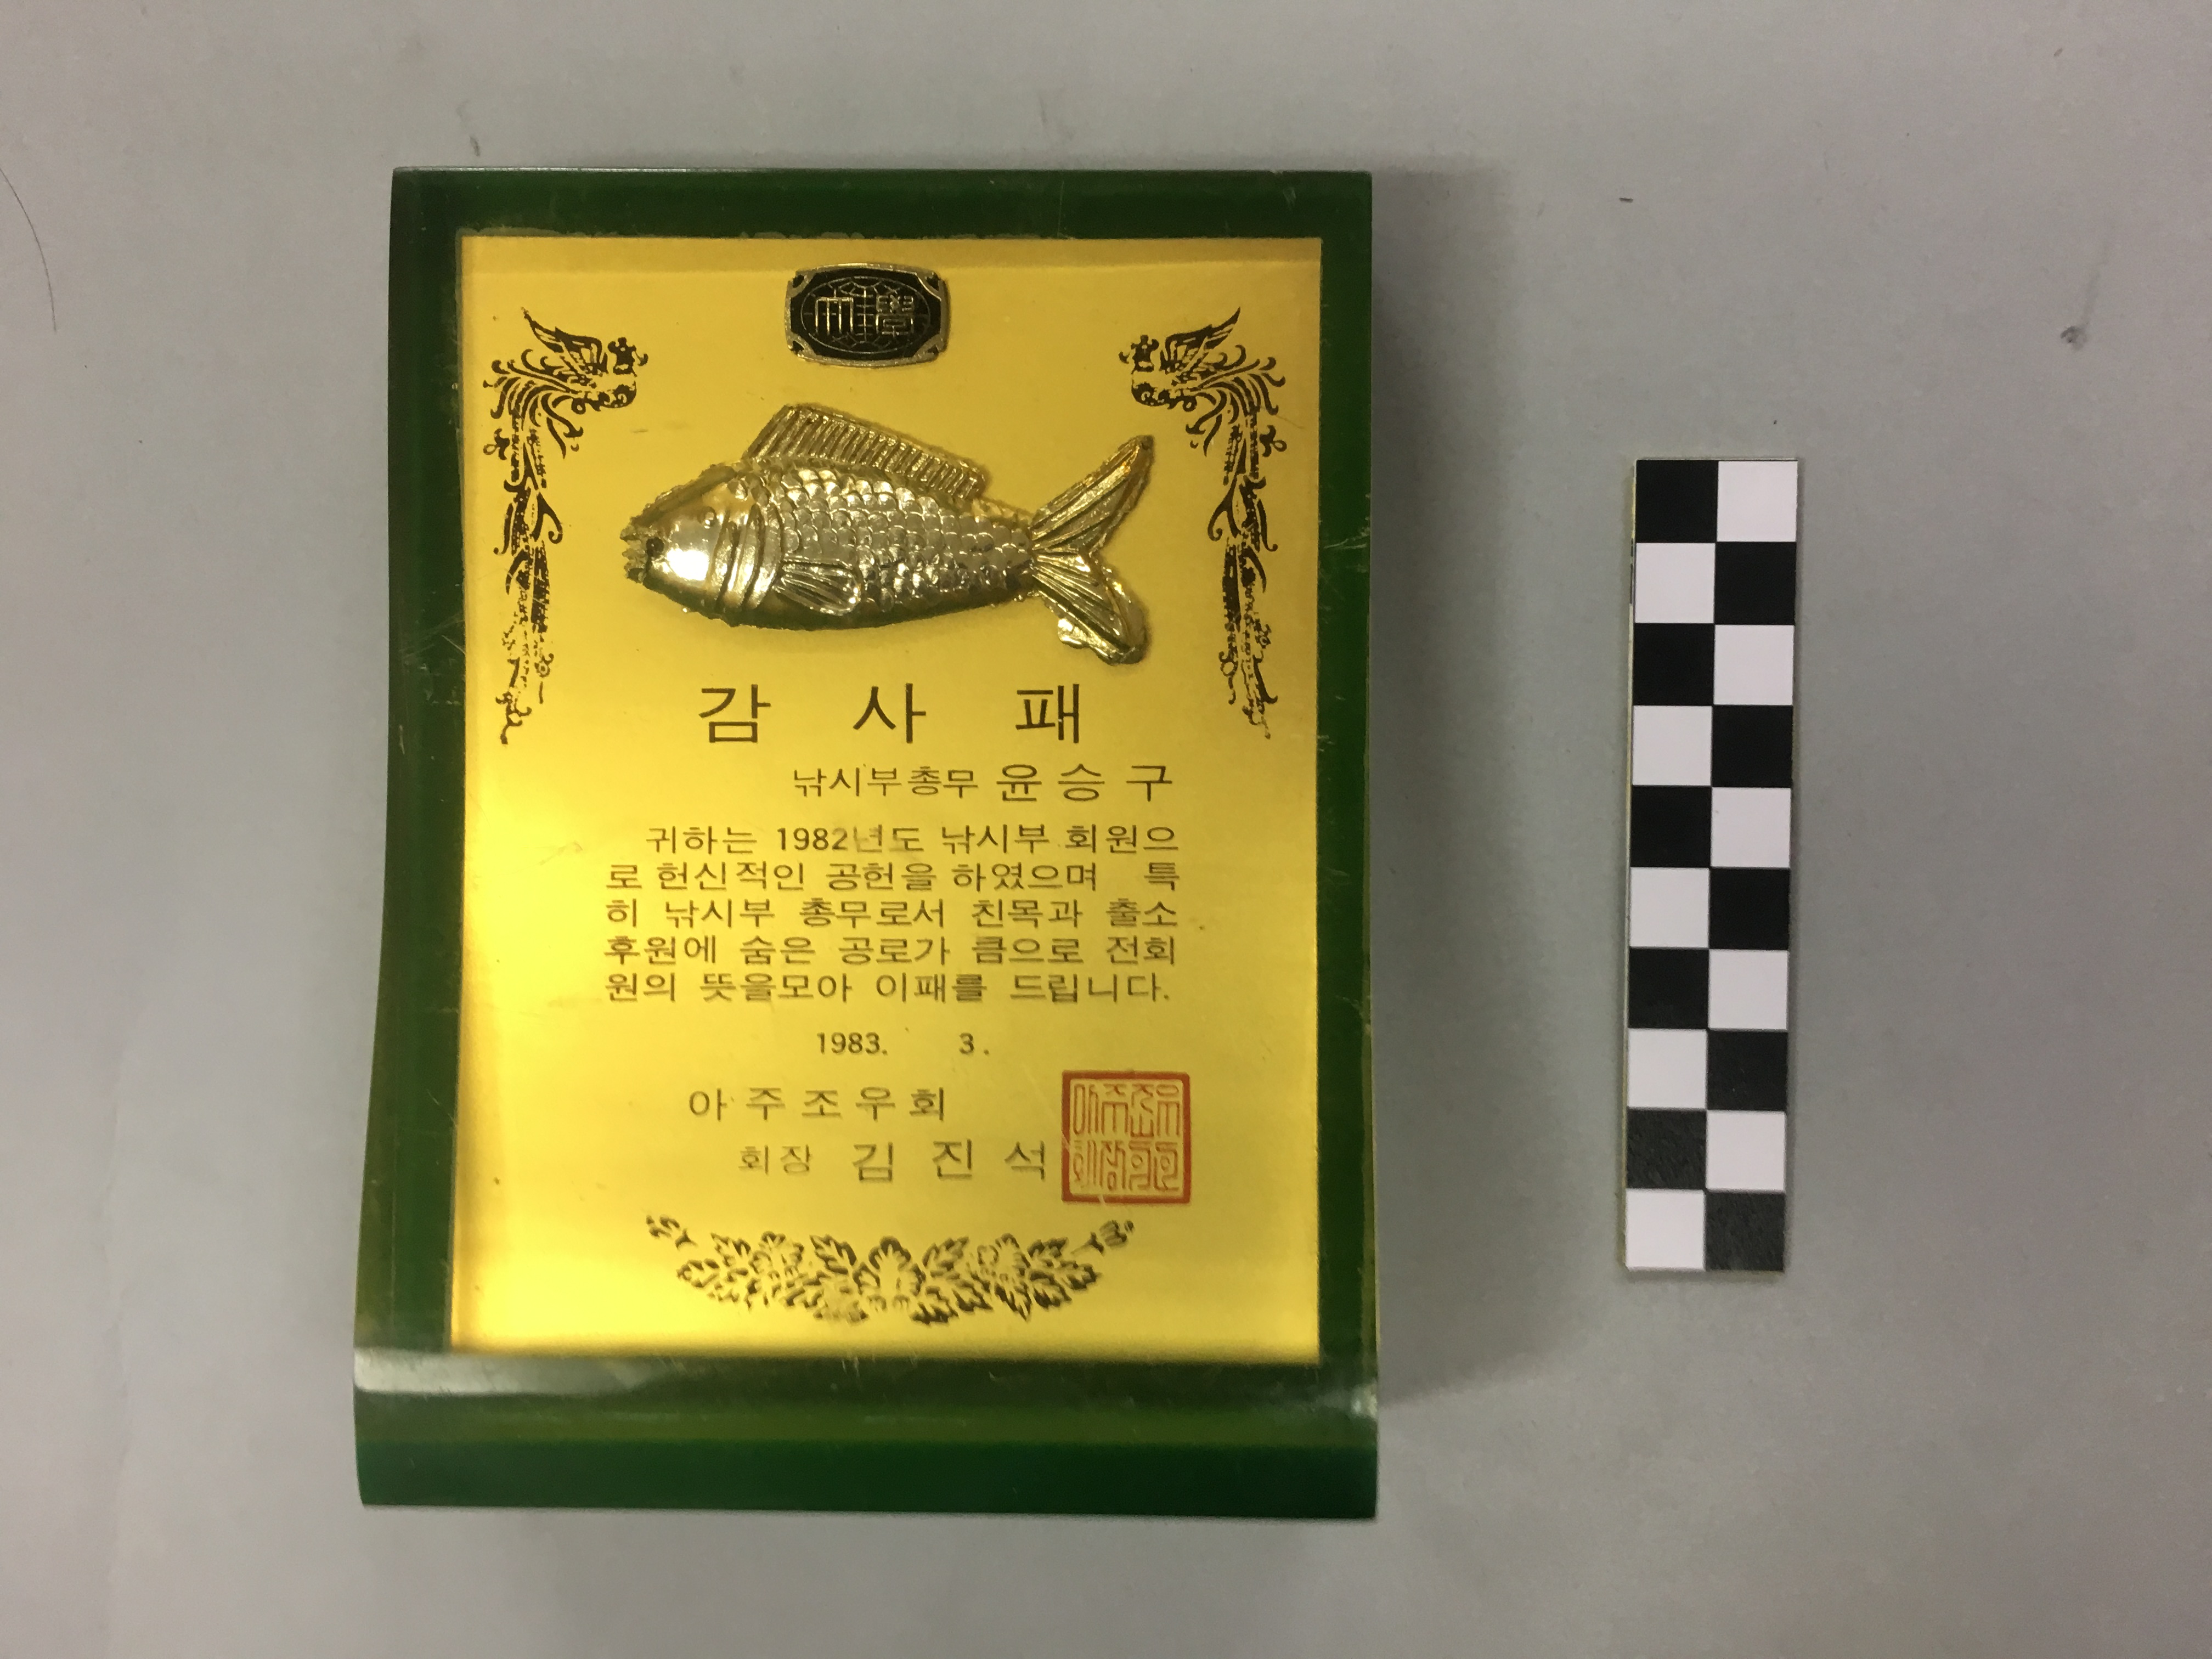 감 사 패
낚시부총무 윤 승 구
귀하는 1982년도 낚시부 회원으
로 헌신적인 공헌을 하였으며 특
히 낚시부 총무로서 친목과 출소
후원에 숨은 공로가 큼으로 전회
원의 뜻을모아 이패를 드립니다.
1983. 3.
아주조우회
회장 김 진 석